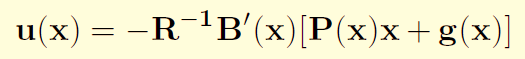 u(x) = −R⁻¹B′(x)[P(x)x + g(x)]